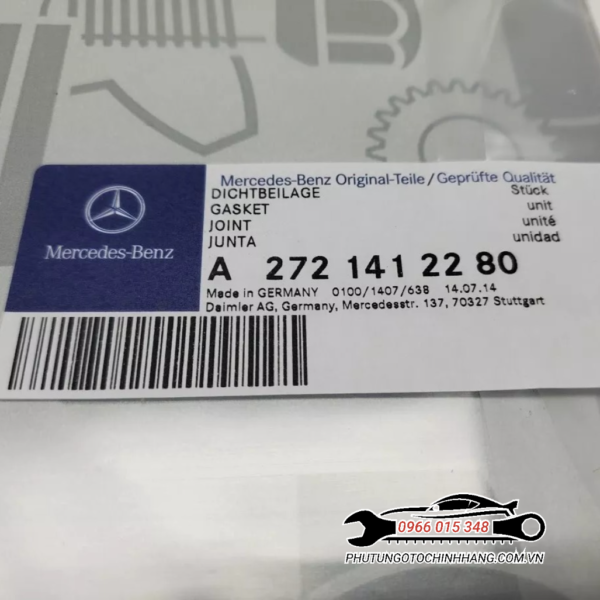 Mercedes-Benz Original-Teile/Geprüfte Qualität
DICHTBEILAGE Stück
GASKET unit
JOINT unité
JUNTA unidad
Mercedes-Benz
A 272 141 22 80
Made in GERMANY 0100/1407/638 14.07.14
Daimler AG, Germany, Mercedesstr. 137, 70327 Stuttgart
0966 015 348
PHUTUNGOTOCHINHHANG.COM.VN